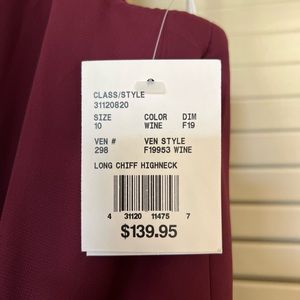 CLASS/STYLE
31120820
SIZE COLOR DIM
10 WINE F19
VEN # VEN STYLE
298 F19953 WINE
LONG CHIFF HIGHNECK
4 31120 11475 7
$139.95